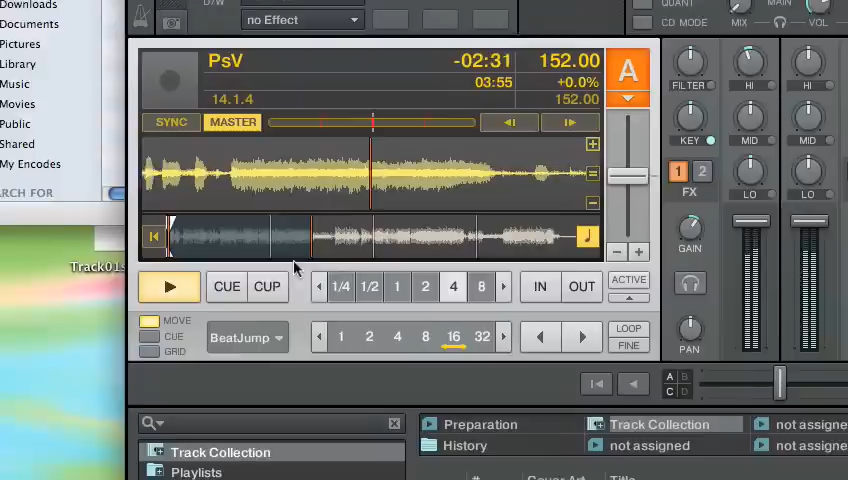 Downloads
D/W
QUANT
MAIN
Documents
no Effect
CD MODE
MIX
VOL
Pictures
PsV
-02:31
152.00
A
Library
03:55
+0.0%
Music
14.1.4
152.00
FILTER
HI
HI
Movies
SYNC
MASTER
Public
KEY
MID
MID
Shared
My Encodes
1
2
LO
LO
ARCH FOR
FX
GAIN
Track01s
CUE
CUP
1/4
1/2
1
2
4
8
IN
OUT
ACTIVE
MOVE
CUE
GRID
BeatJump
1
2
4
8
16
32
LOOP
FINE
PAN
A
B
C
D
Preparation
Track Collection
not assigne
Track Collection
History
not assigned
not assigne
Playlists
#
Cover Art
Title